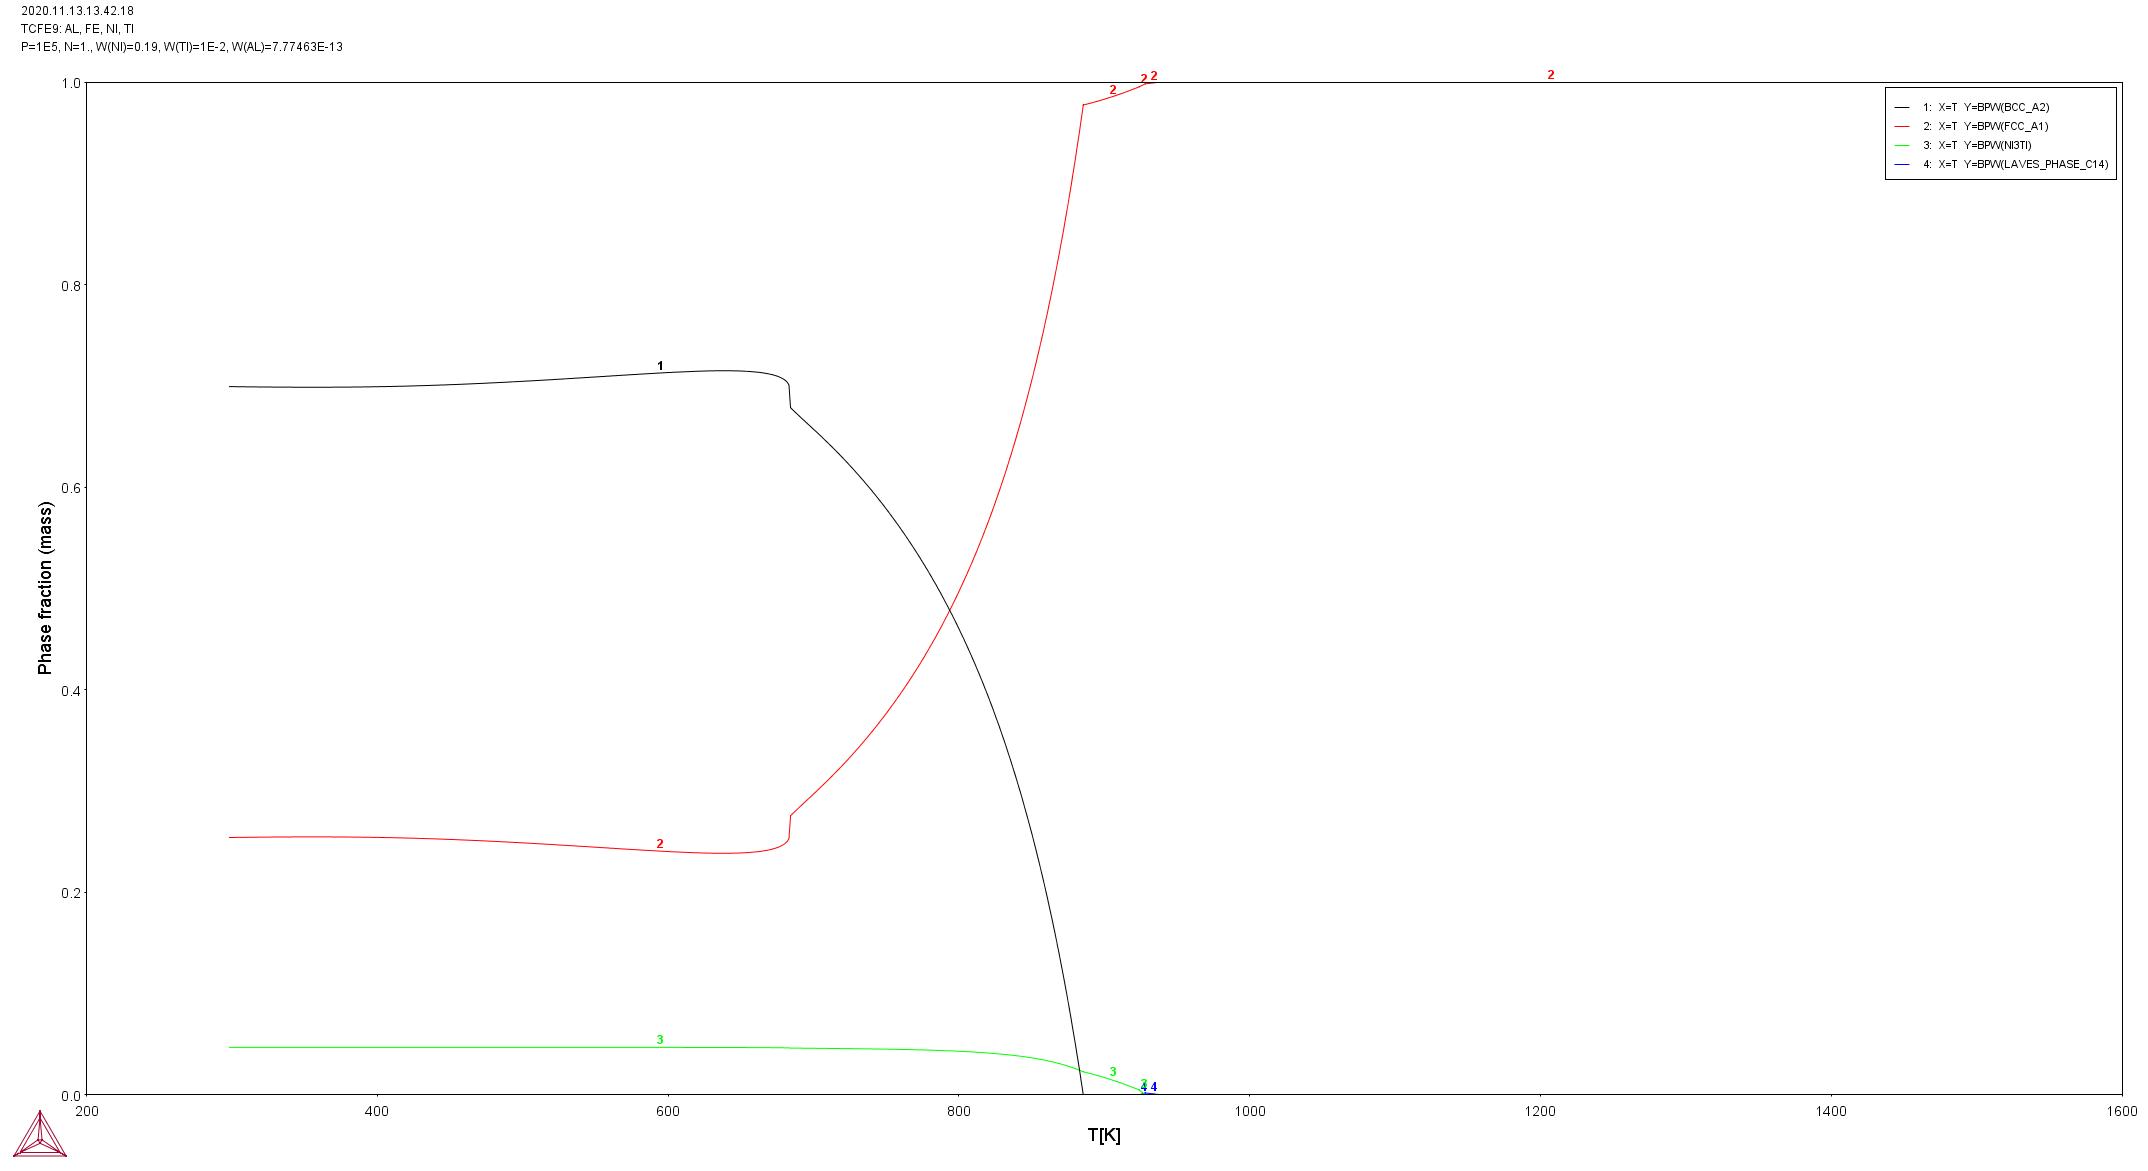 2020.11.13.13.42.18
TCFE9: AL, FE, NI, TI
P=1E5, N=1., W(NI)=0.19, W(TI)=1E-2, W(AL)=7.77463E-13
2 2
2
2
1.0
1: X=T Y=BPW(BCC_A2)
2: X=T Y=BPW(FCC_A1)
3: X=T Y=BPW(NI3TI)
4: X=T Y=BPW(LAVES_PHASE_C14)
0.8
1
0.6
Phase fraction (mass)
0.4
2
0.2
3
3
3
4 4
0.0
200 400 600 800 1000 1200 1400 1600
T[K]